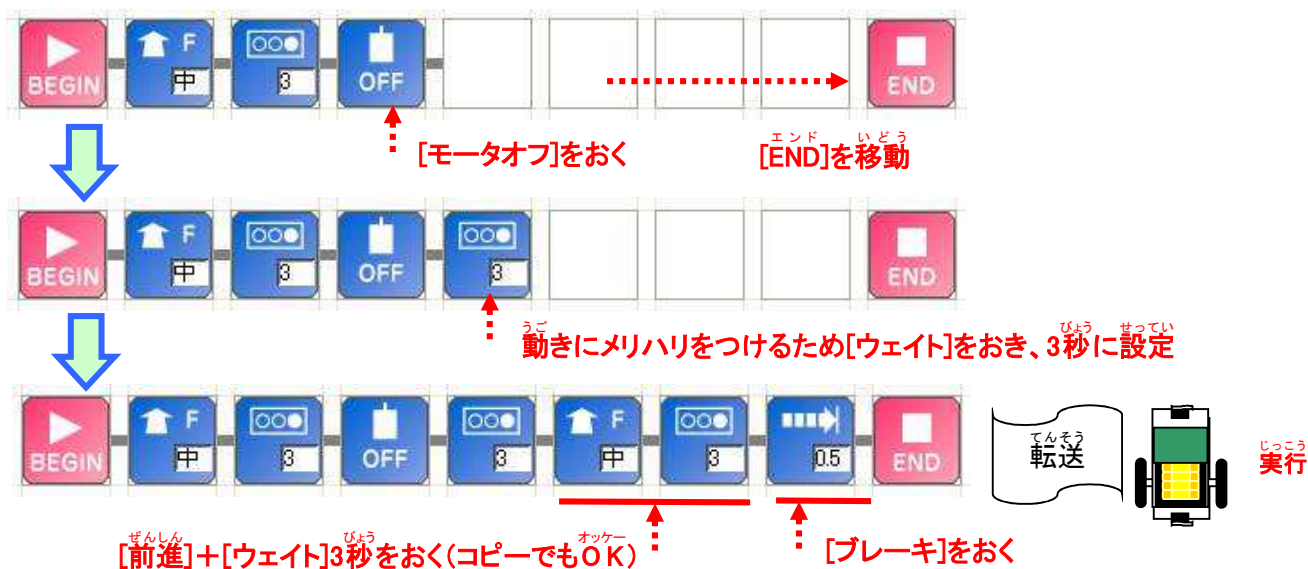 BEGIN F 中 3 OFF END
[モータオフ]をおく [END]を移動
エンド いどう
BEGIN F 中 3 OFF 3 END
動きにメリハリをつけるため[ウェイト]をおき、3秒に設定
うご びょう せってい
BEGIN F 中 3 OFF 3 F 中 3 0.5 END
転送
てんそう
実行
じっこう
[前進]+[ウェイト]3秒をおく(コピーでもOK) [ブレーキ]をおく
ぜんしん びょう オッケー